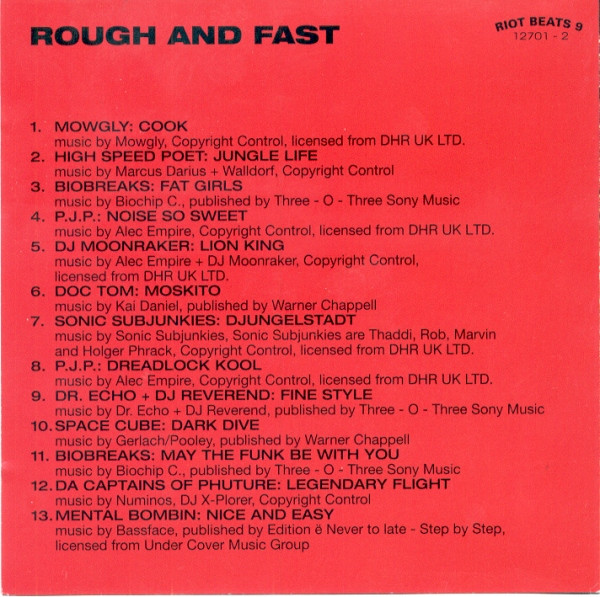 ROUGH AND FAST
RIOT BEATS 9
12701 - 2
1. MOWGLY: COOK
music by Mowgly, Copyright Control, licensed from DHR UK LTD.
2. HIGH SPEED POET: JUNGLE LIFE
music by Marcus Darius + Walldorf, Copyright Control
3. BIOBREAKS: FAT GIRLS
music by Biochip C., published by Three - O - Three Sony Music
4. P.J.P.: NOISE SO SWEET
music by Alec Empire, Copyright Control, licensed from DHR UK LTD.
5. DJ MOONRAKER: LION KING
music by Alec Empire + DJ Moonraker, Copyright Control,
licensed from DHR UK LTD.
6. DOC TOM: MOSKITO
music by Kai Daniel, published by Warner Chappell
7. SONIC SUBJUNKIES: DJUNGELSTADT
music by Sonic Subjunkies, Sonic Subjunkies are Thaddi, Rob, Marvin
and Holger Phrack, Copyright Control, licensed from DHR UK LTD.
8. P.J.P.: DREADLOCK KOOL
music by Alec Empire, Copyright Control, licensed from DHR UK LTD.
9. DR. ECHO + DJ REVEREND: FINE STYLE
music by Dr. Echo + DJ Reverend, published by Three - O - Three Sony Music
10. SPACE CUBE: DARK DIVE
music by Gerlach/Pooley, published by Warner Chappell
11. BIOBREAKS: MAY THE FUNK BE WITH YOU
music by Biochip C., published by Three - O - Three Sony Music
12. DA CAPTAINS OF PHUTURE: LEGENDARY FLIGHT
music by Numinos, DJ X-Plorer, Copyright Control
13. MENTAL BOMBIN: NICE AND EASY
music by Bassface, published by Edition ë Never to late - Step by Step,
licensed from Under Cover Music Group